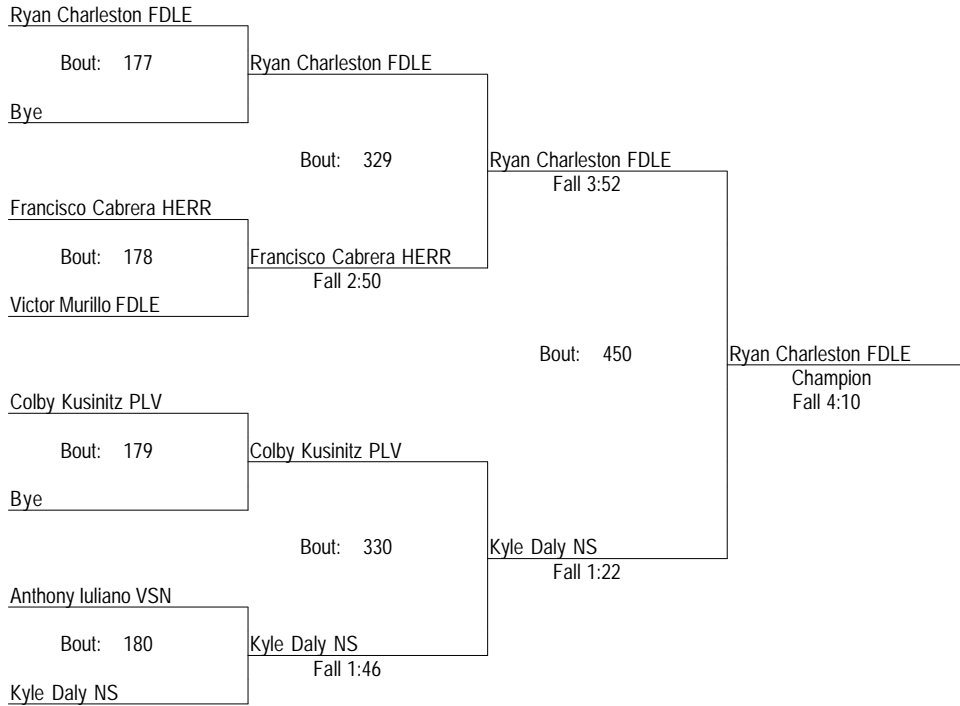 Ryan Charleston FDLE
Bout: 177
Ryan Charleston FDLE
Bye
Bout: 329
Ryan Charleston FDLE
Fall 3:52
Francisco Cabrera HERR
Bout: 178
Francisco Cabrera HERR
Fall 2:50
Victor Murillo FDLE
Bout: 450
Ryan Charleston FDLE
Champion
Fall 4:10
Colby Kusinitz PLV
Bout: 179
Colby Kusinitz PLV
Bye
Bout: 330
Kyle Daly NS
Fall 1:22
Anthony Iuliano VSN
Bout: 180
Kyle Daly NS
Fall 1:46
Kyle Daly NS